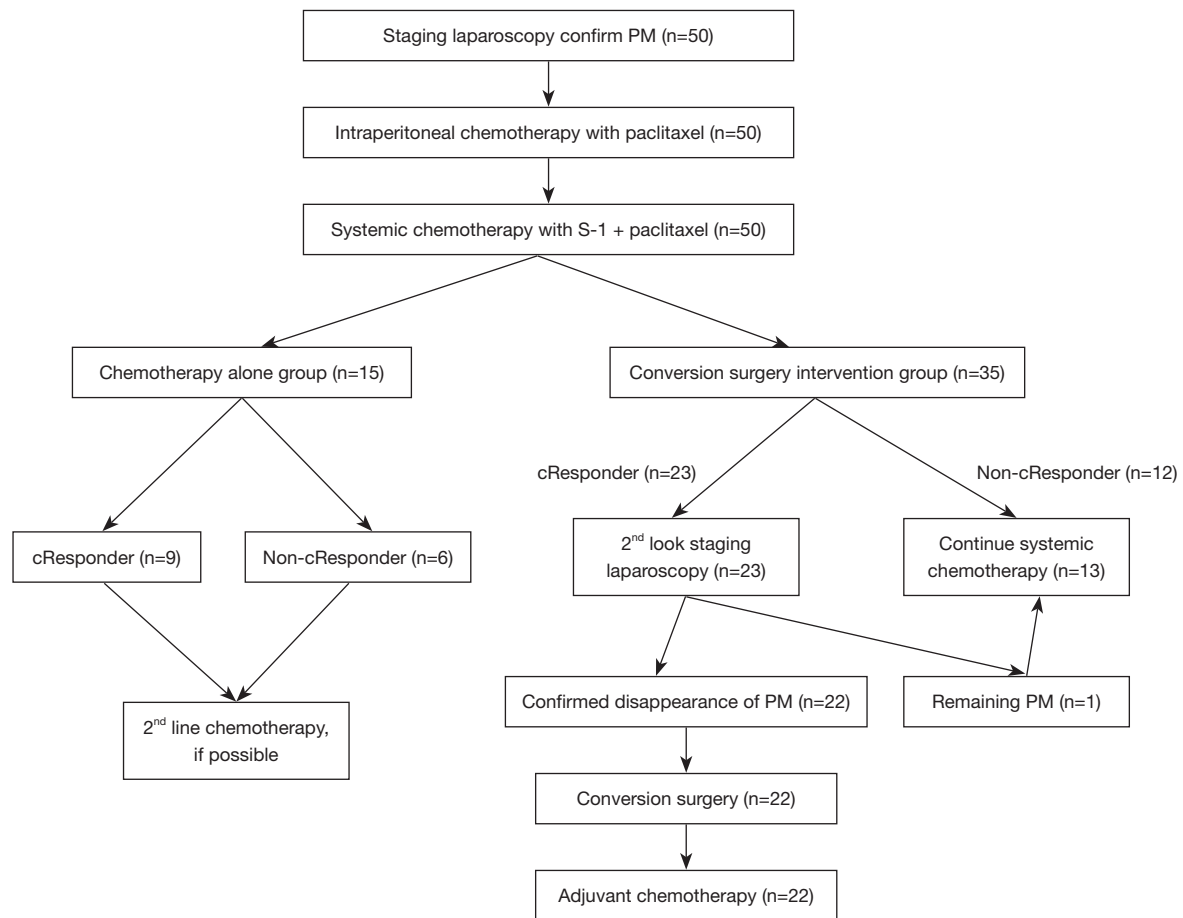 Staging laparoscopy confirm PM (n=50)
Intraperitoneal chemotherapy with paclitaxel (n=50)
Systemic chemotherapy with S-1 + paclitaxel (n=50)
Chemotherapy alone group (n=15)
Conversion surgery intervention group (n=35)
cResponder (n=23)
Non-cResponder (n=12)
cResponder (n=9)
Non-cResponder (n=6)
2nd look staging
laparoscopy (n=23)
Continue systemic
chemotherapy (n=13)
2nd line chemotherapy,
if possible
Confirmed disappearance of PM (n=22)
Remaining PM (n=1)
Conversion surgery (n=22)
Adjuvant chemotherapy (n=22)